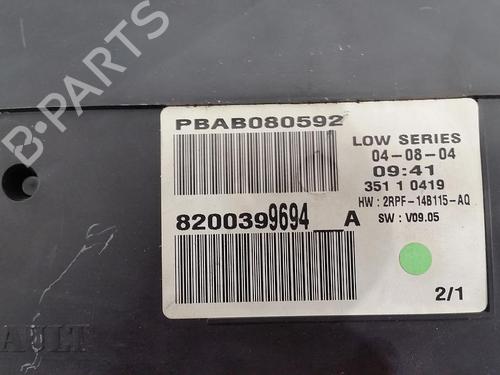 PBAB080592
LOW SERIES
04-08-04
09:41
351 1 0419
HW : 2RPF-14B115-AQ
SW : V09.05
8200399694 A
2/1
AULT
B-PARTS